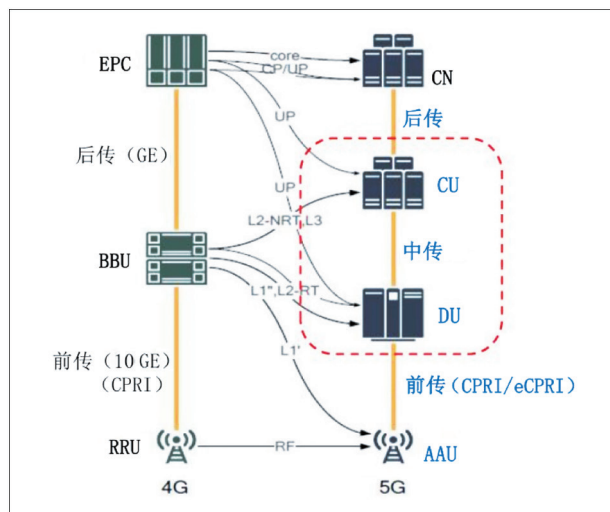 EPC
core
CP/UP
CN
后传
UP
后传（GE）
CU
UP
L2-NRT,L3
中传
BBU
L1",L2-RT
DU
前传（10 GE）
（CPRI）
L1'
前传（CPRI/eCPRI）
RRU
RF
AAU
4G
5G